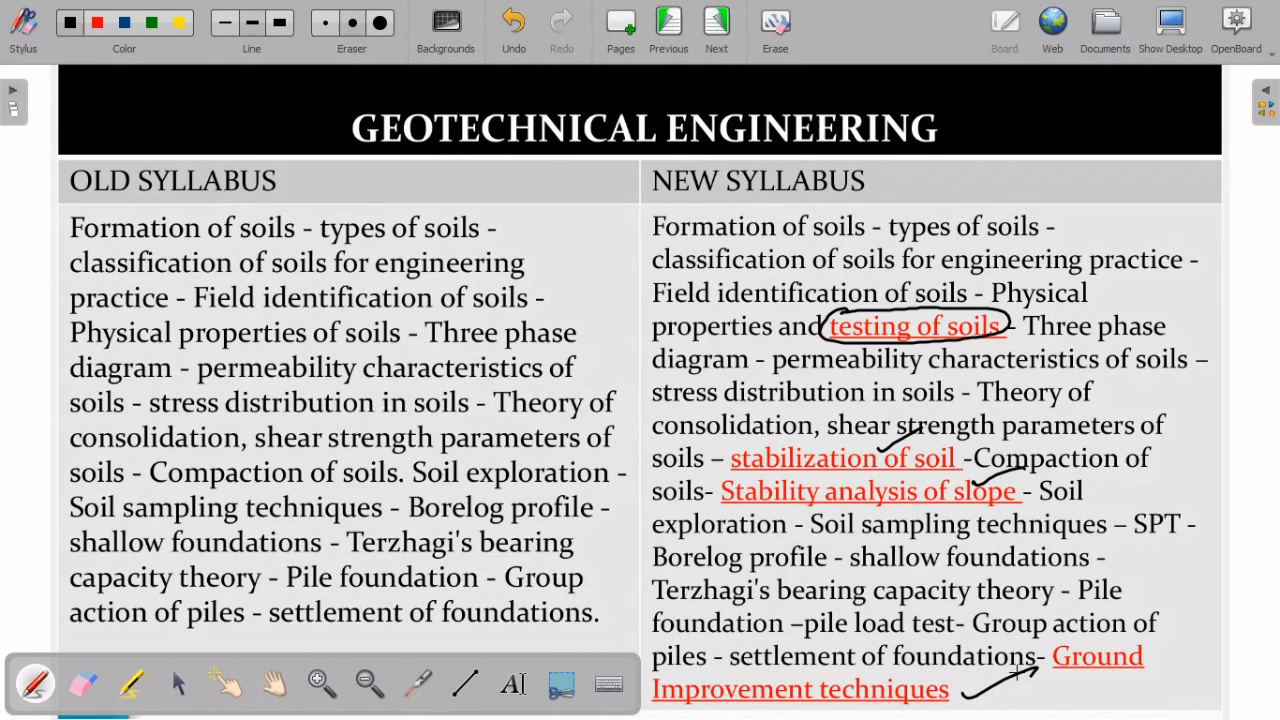 Stylus
Color
Line
Eraser
Backgrounds
Undo
Redo
Pages
Previous
Next
Erase
Board
Web
Documents
Show Desktop
OpenBoard
GEOTECHNICAL ENGINEERING
OLD SYLLABUS
Formation of soils - types of soils -
classification of soils for engineering
practice - Field identification of soils -
Physical properties of soils - Three phase
diagram - permeability characteristics of
soils - stress distribution in soils - Theory of
consolidation, shear strength parameters of
soils - Compaction of soils. Soil exploration -
Soil sampling techniques - Borelog profile -
shallow foundations - Terzhagi's bearing
capacity theory - Pile foundation - Group
action of piles - settlement of foundations.
NEW SYLLABUS
Formation of soils - types of soils -
classification of soils for engineering practice -
Field identification of soils - Physical
properties and testing of soils - Three phase
diagram - permeability characteristics of soils –
stress distribution in soils - Theory of
consolidation, shear strength parameters of
soils – stabilization of soil -Compaction of
soils- Stability analysis of slope - Soil
exploration - Soil sampling techniques – SPT -
Borelog profile - shallow foundations -
Terzhagi's bearing capacity theory - Pile
foundation –pile load test- Group action of
piles - settlement of foundations- Ground
Improvement techniques